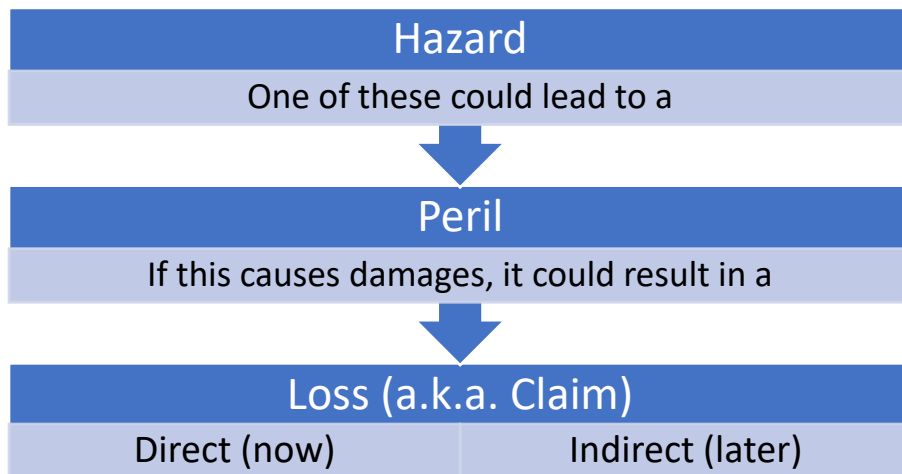 Hazard
One of these could lead to a
Peril
If this causes damages, it could result in a
Loss (a.k.a. Claim)
Direct (now)
Indirect (later)